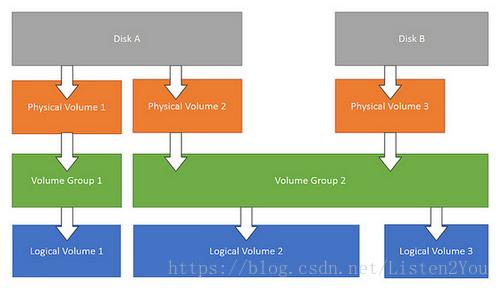 Disk A
Disk B
Physical Volume 1
Physical Volume 2
Physical Volume 3
Volume Group 1
Volume Group 2
Logical Volume 1
Logical Volume 2
Logical Volume 3
https://blog.csdn.net/Listen2You